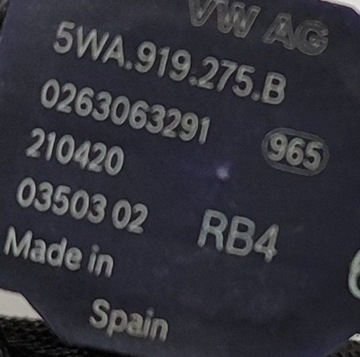 VW AG
5WA.919.275.B
0263063291 965
210420
03503 02 RB4
Made in
Spain